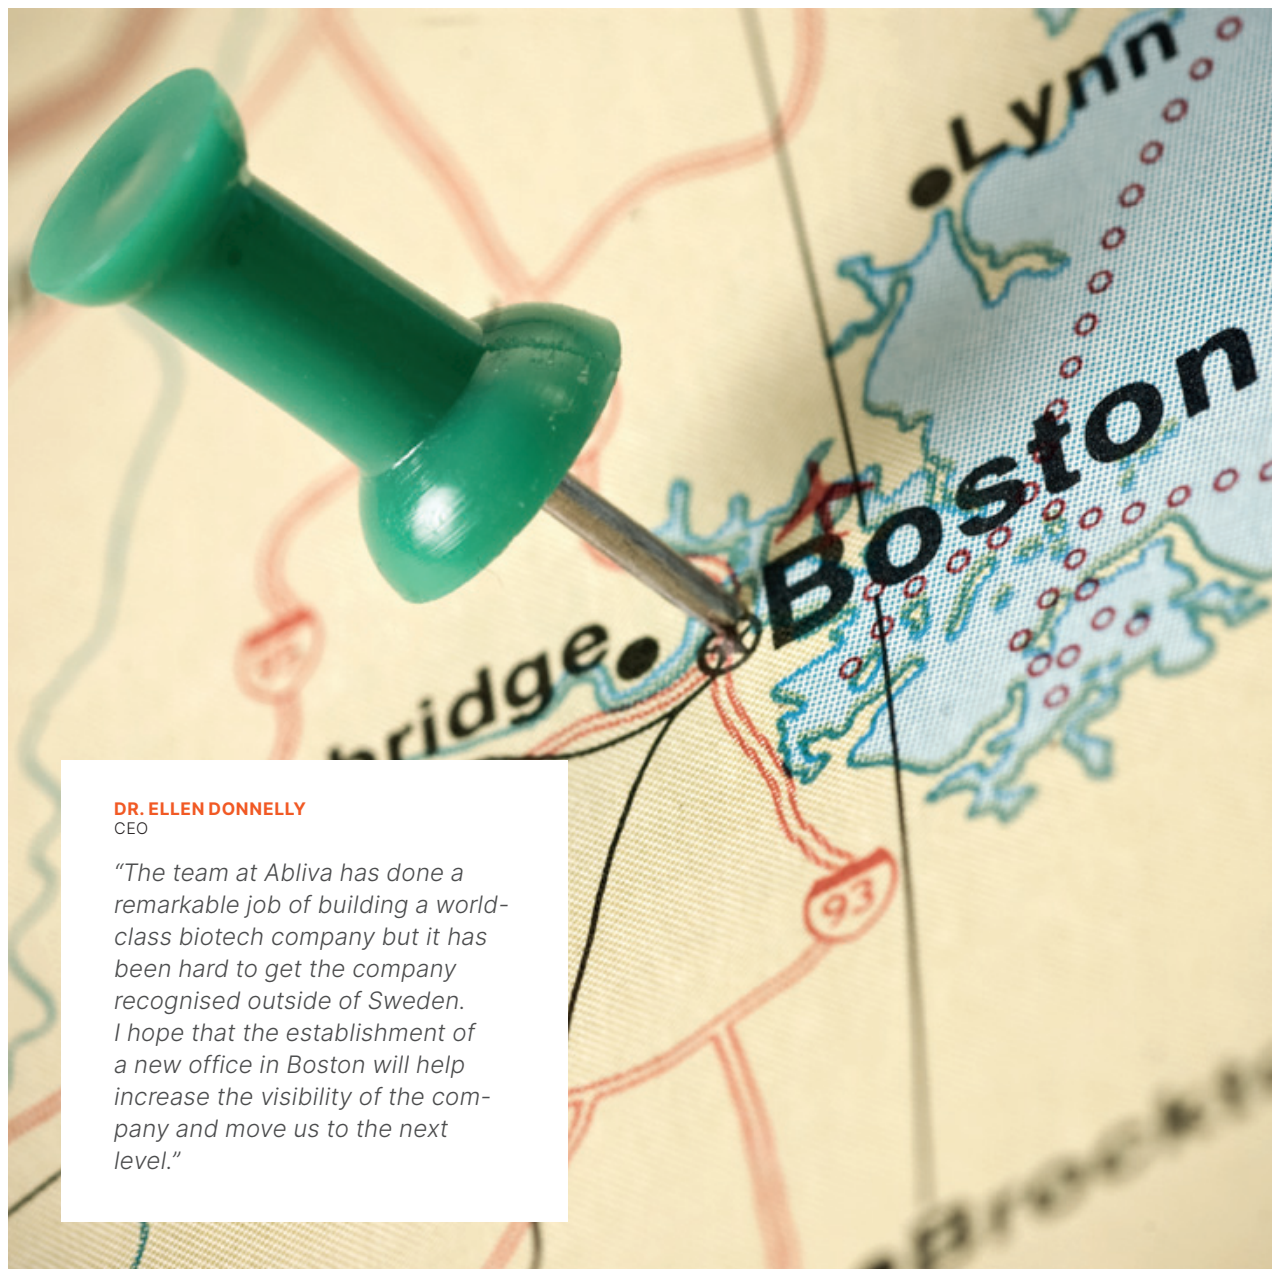 Lynn
Boston
bridge
93
DR. ELLEN DONNELLY
CEO
“The team at Abliva has done a
remarkable job of building a world-
class biotech company but it has
been hard to get the company
recognised outside of Sweden.
I hope that the establishment of
a new office in Boston will help
increase the visibility of the com-
pany and move us to the next
level.”